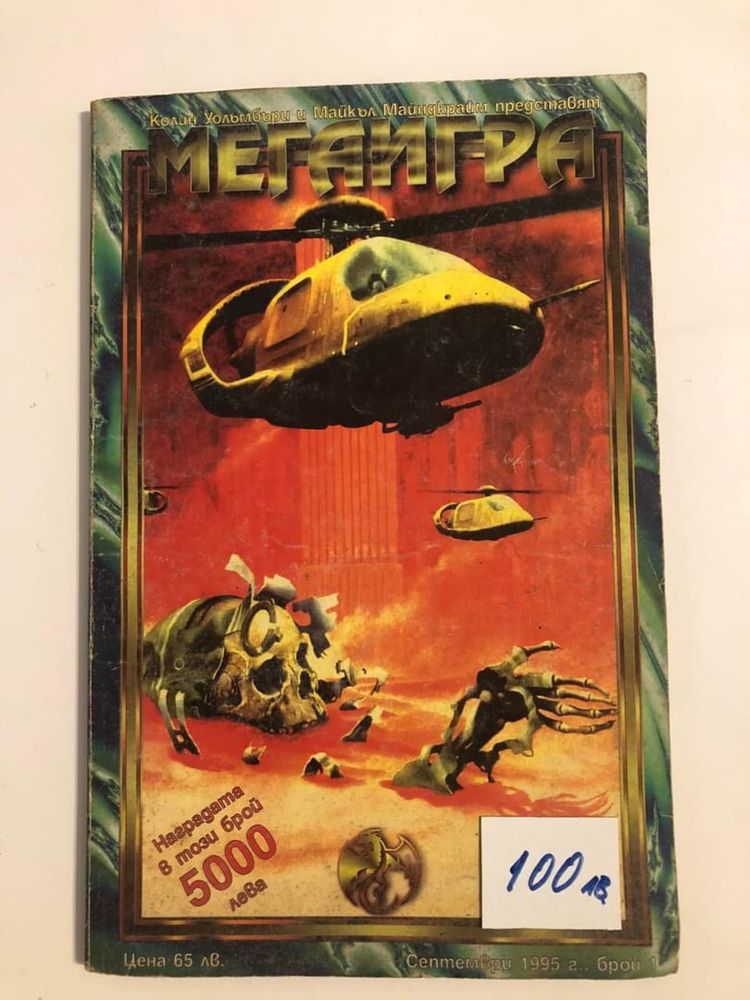 Колин Уолъмбъри и Майкъл Майндкрайм представят
МЕГАИГРА
Наградата
в този брой
5000
лева
100 лв.
Цена 65 лв.
Септември 1995 г.. брой 1